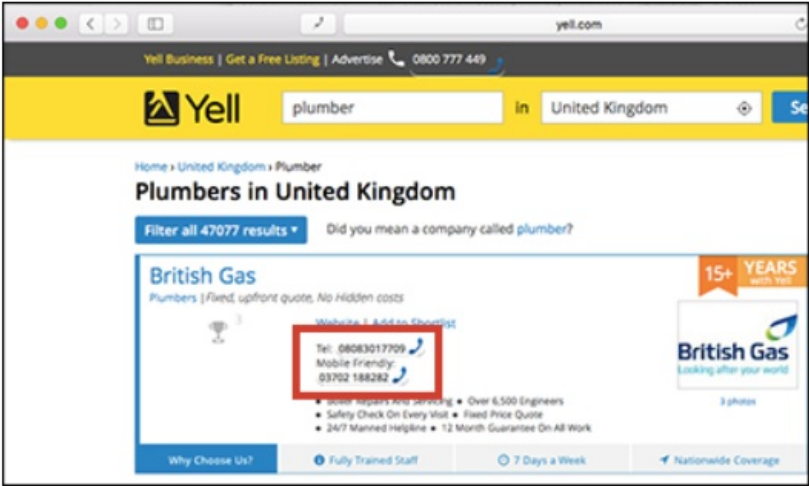 yell.com
Yell Business | Get a Free Listing | Advertise 0800 777 449
Yell plumber in United Kingdom Se
Home › United Kingdom › Plumber
Plumbers in United Kingdom
Filter all 47077 results ▾ Did you mean a company called plumber?
British Gas
15+ YEARS
with Yell
Plumbers | Fixed, upfront quote, No Hidden costs
3
Website | Add to Shortlist
Tel: 08083017709
Mobile Friendly:
03702 188282
British Gas
Looking after your world
3 photos
• Boiler Repairs And Servicing • Over 6,500 Engineers
• Safety Check On Every Visit • Fixed Price Quote
• 24/7 Manned Helpline • 12 Month Guarantee On All Work
Why Choose Us? Fully Trained Staff 7 Days a Week Nationwide Coverage